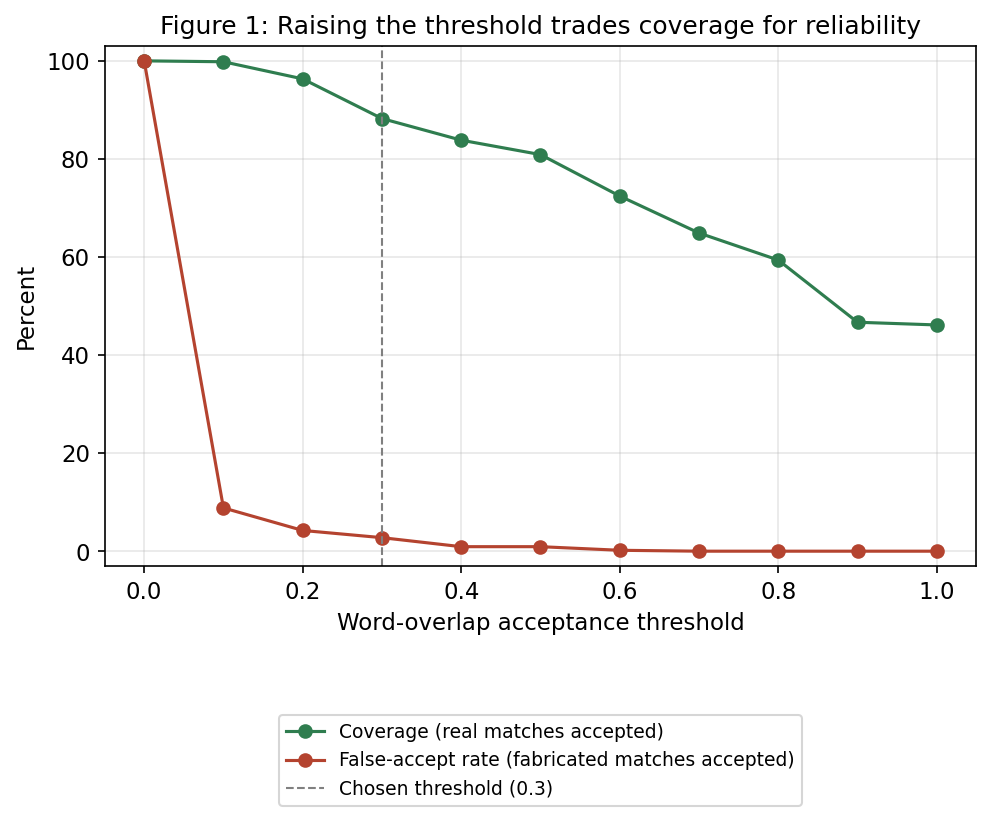 Figure 1: Raising the threshold trades coverage for reliability
100
80
60
40
20
0
Percent
0.0 0.2 0.4 0.6 0.8 1.0
Word-overlap acceptance threshold
Coverage (real matches accepted)
False-accept rate (fabricated matches accepted)
Chosen threshold (0.3)